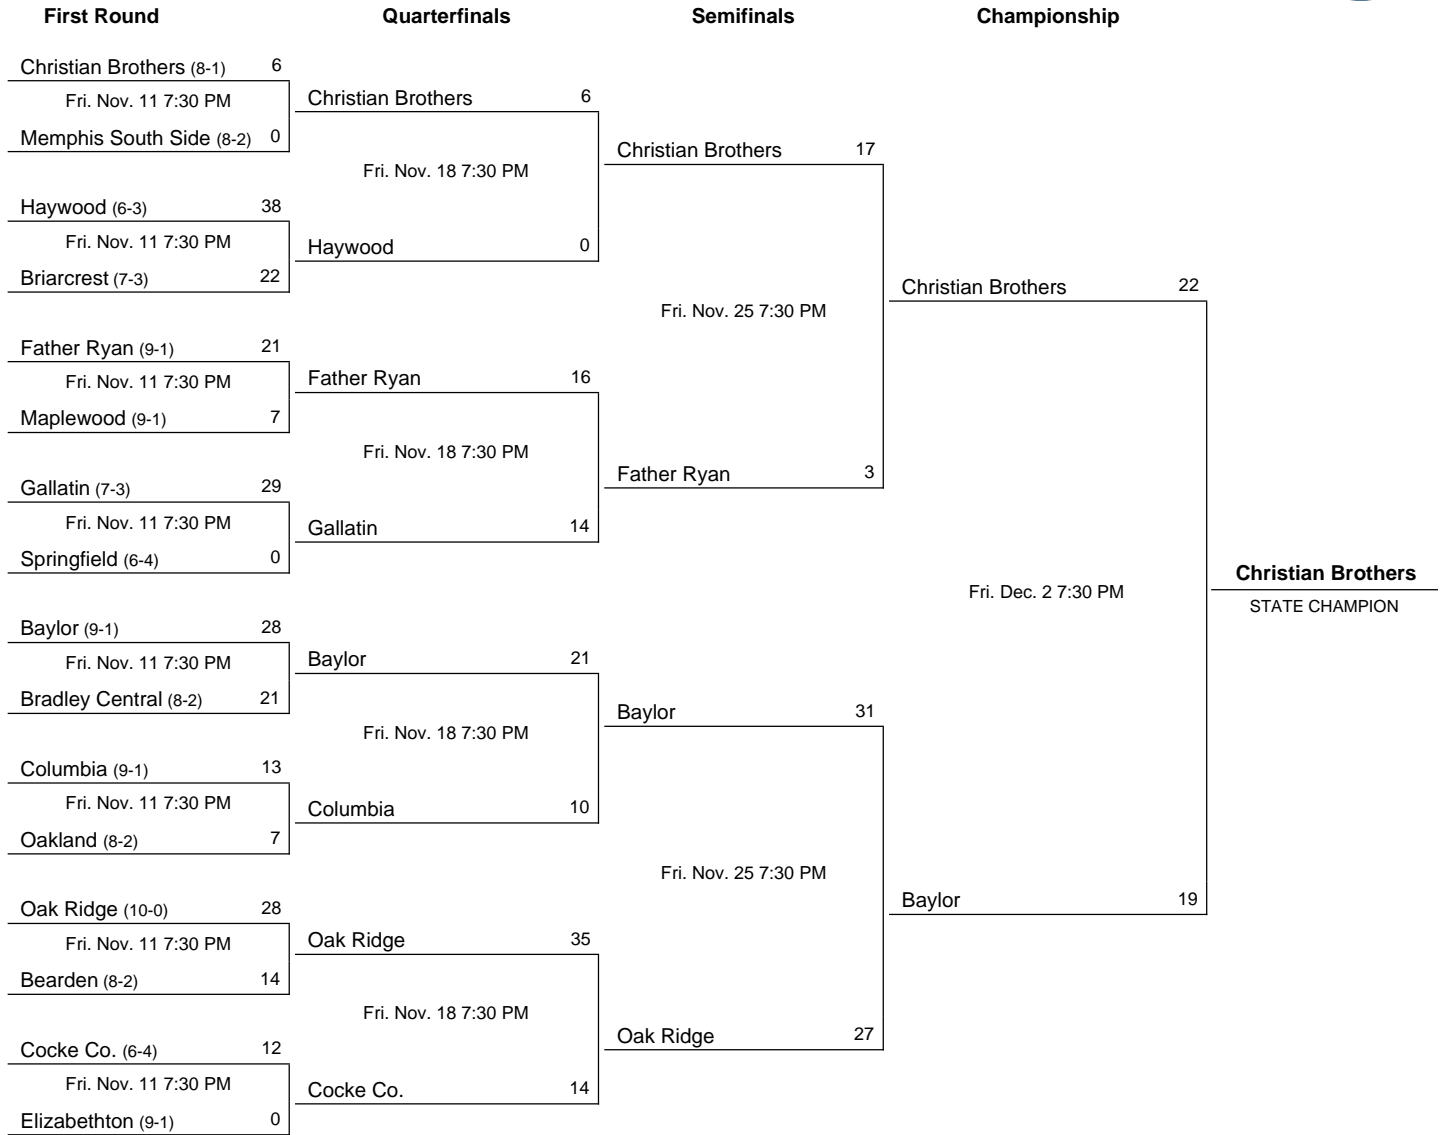 First Round Quarterfinals Semifinals Championship
Christian Brothers (8-1) 6
Fri. Nov. 11 7:30 PM
Memphis South Side (8-2) 0
Haywood (6-3) 38
Fri. Nov. 11 7:30 PM
Briarcrest (7-3) 22
Father Ryan (9-1) 21
Fri. Nov. 11 7:30 PM
Maplewood (9-1) 7
Gallatin (7-3) 29
Fri. Nov. 11 7:30 PM
Springfield (6-4) 0
Baylor (9-1) 28
Fri. Nov. 11 7:30 PM
Bradley Central (8-2) 21
Columbia (9-1) 13
Fri. Nov. 11 7:30 PM
Oakland (8-2) 7
Oak Ridge (10-0) 28
Fri. Nov. 11 7:30 PM
Bearden (8-2) 14
Cocke Co. (6-4) 12
Fri. Nov. 11 7:30 PM
Elizabethton (9-1) 0
Christian Brothers 6
Fri. Nov. 18 7:30 PM
Haywood 0
Father Ryan 16
Fri. Nov. 18 7:30 PM
Gallatin 14
Baylor 21
Fri. Nov. 18 7:30 PM
Columbia 10
Oak Ridge 35
Fri. Nov. 18 7:30 PM
Cocke Co. 14
Christian Brothers 17
Fri. Nov. 25 7:30 PM
Father Ryan 3
Baylor 31
Fri. Nov. 25 7:30 PM
Oak Ridge 27
Christian Brothers 22
Fri. Dec. 2 7:30 PM
Baylor 19
Christian Brothers
STATE CHAMPION